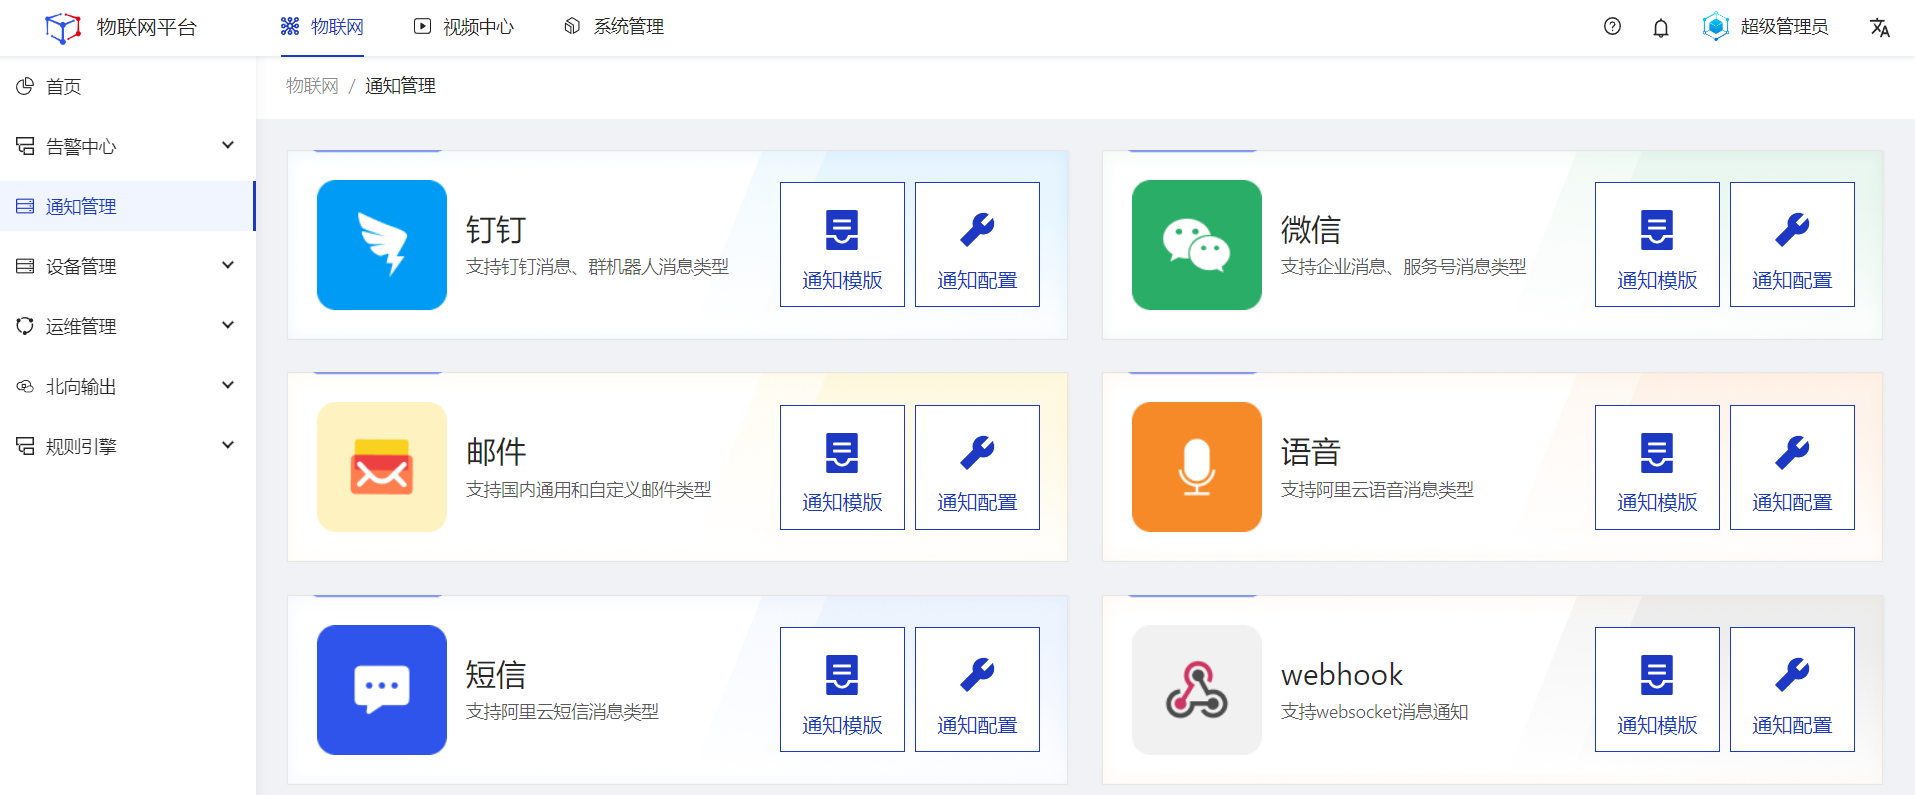 物联网平台
物联网
视频中心
系统管理
超级管理员
首页
告警中心
通知管理
设备管理
运维管理
北向输出
规则引擎
物联网 / 通知管理
钉钉
支持钉钉消息、群机器人消息类型
通知模版
通知配置
微信
支持企业消息、服务号消息类型
通知模版
通知配置
邮件
支持国内通用和自定义邮件类型
通知模版
通知配置
语音
支持阿里云语音消息类型
通知模版
通知配置
短信
支持阿里云短信消息类型
通知模版
通知配置
webhook
支持websocket消息通知
通知模版
通知配置